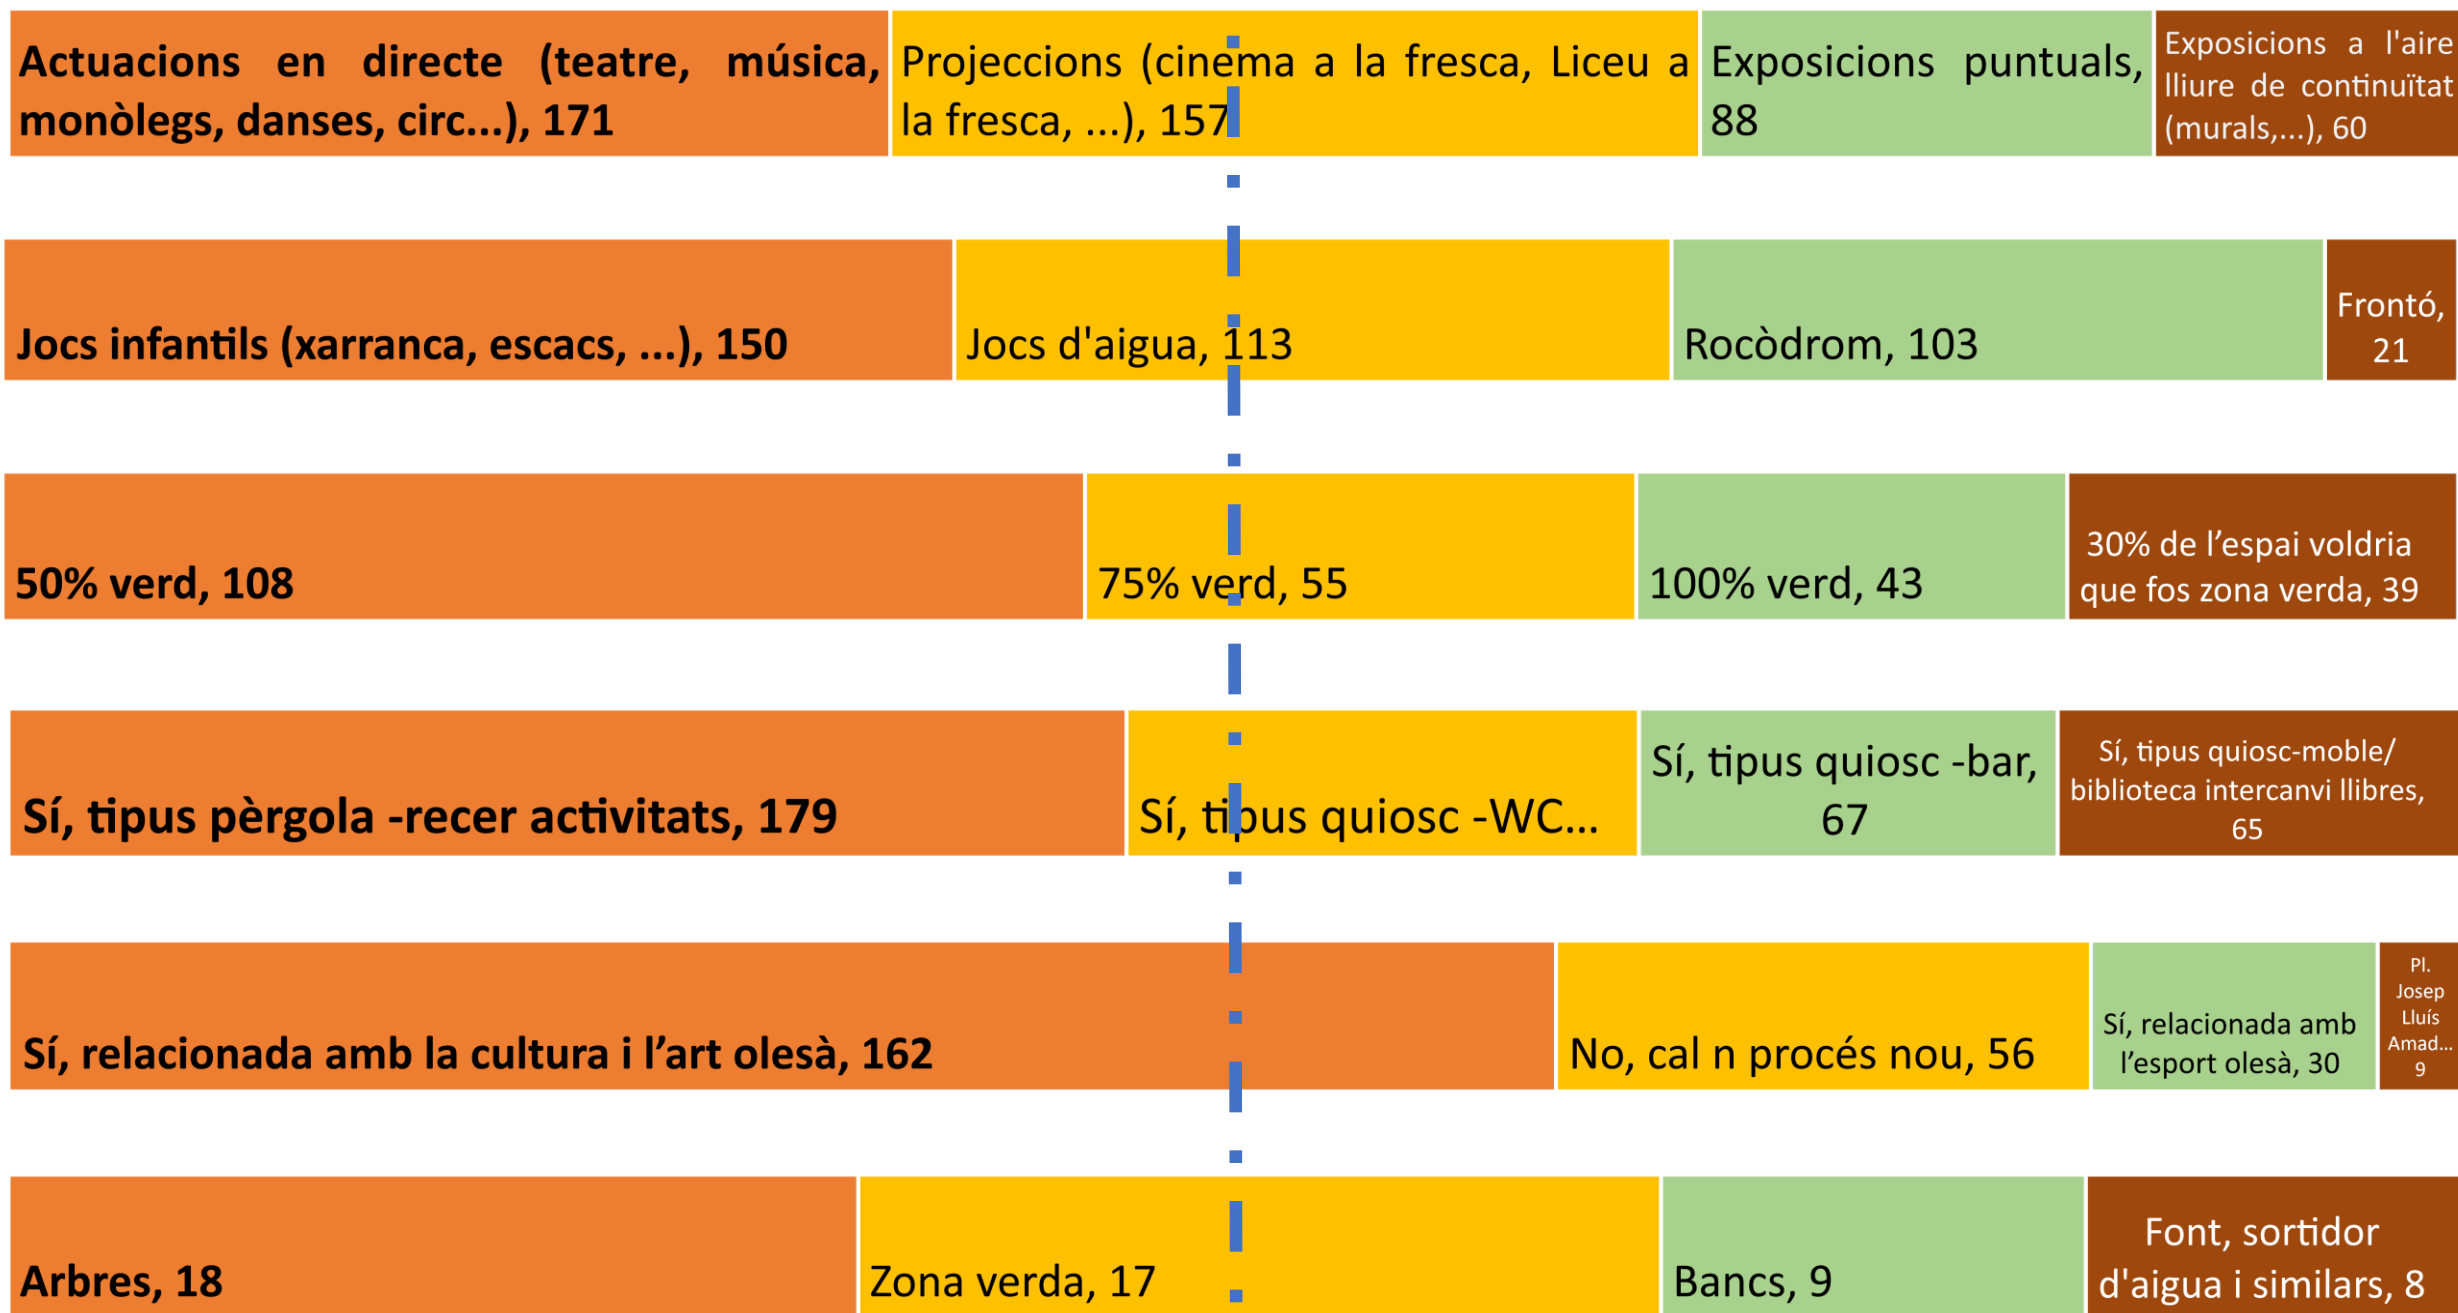 Actuacions en directe (teatre, música,
monòlegs, danses, circ...), 171
Projeccions (cinema a la fresca, Liceu a
la fresca, ...), 157
Exposicions puntuals,
88
Exposicions a l'aire
lliure de continuïtat
(murals,...), 60
Jocs infantils (xarranca, escacs, ...), 150
Jocs d'aigua, 113
Rocòdrom, 103
Frontó,
21
50% verd, 108
75% verd, 55
100% verd, 43
30% de l’espai voldria
que fos zona verda, 39
Sí, tipus pèrgola -recer activitats, 179
Sí, tipus quiosc -WC...
Sí, tipus quiosc -bar,
67
Sí, tipus quiosc-moble/
biblioteca intercanvi llibres,
65
Sí, relacionada amb la cultura i l’art olesà, 162
No, cal n procés nou, 56
Sí, relacionada amb
l’esport olesà, 30
Pl.
Josep
Lluís
Amad...
9
Arbres, 18
Zona verda, 17
Bancs, 9
Font, sortidor
d'aigua i similars, 8